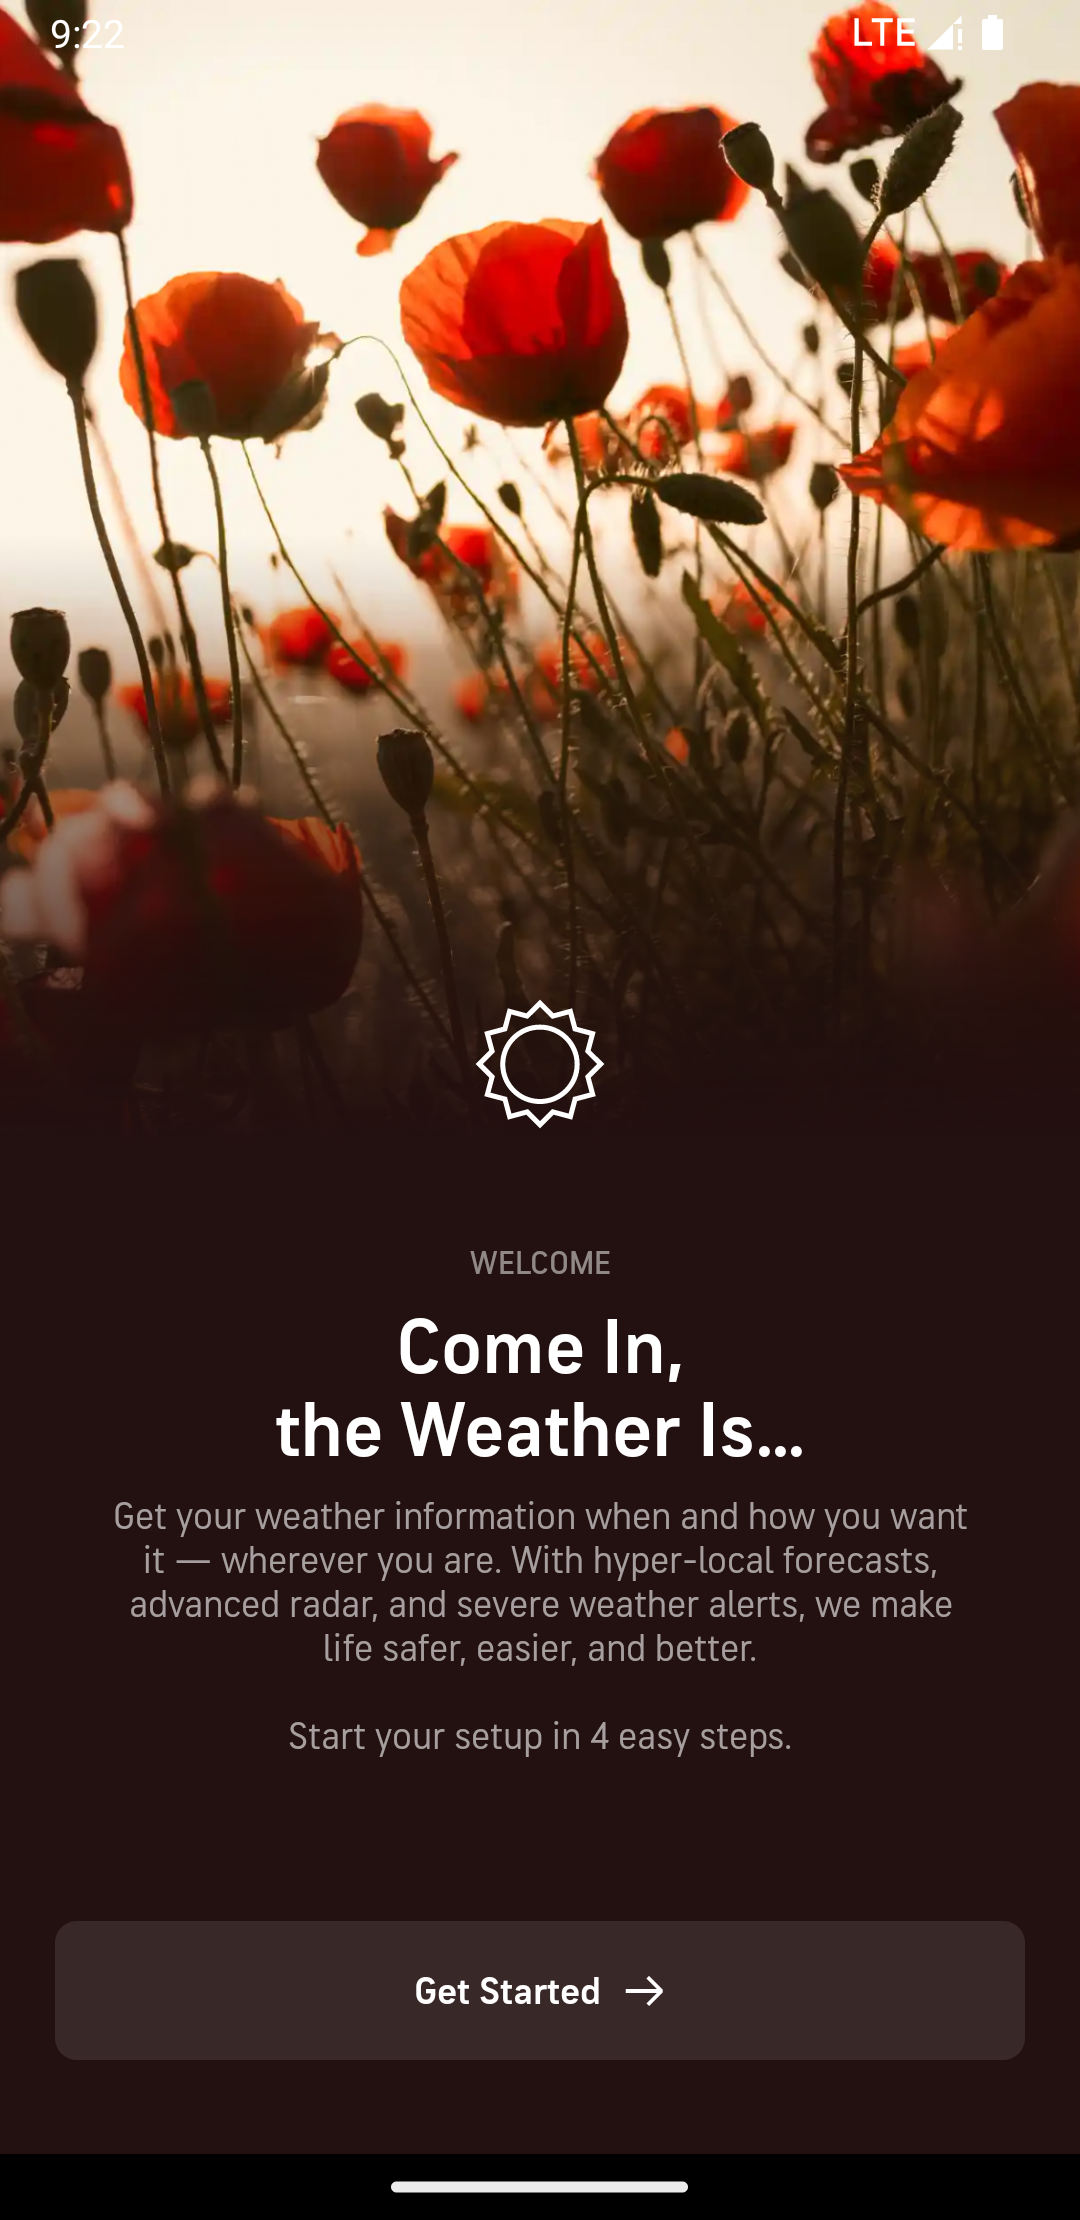 9:22
LTE
WELCOME
Come In,
the Weather Is...
Get your weather information when and how you want
it — wherever you are. With hyper-local forecasts,
advanced radar, and severe weather alerts, we make
life safer, easier, and better.
Start your setup in 4 easy steps.
Get Started →